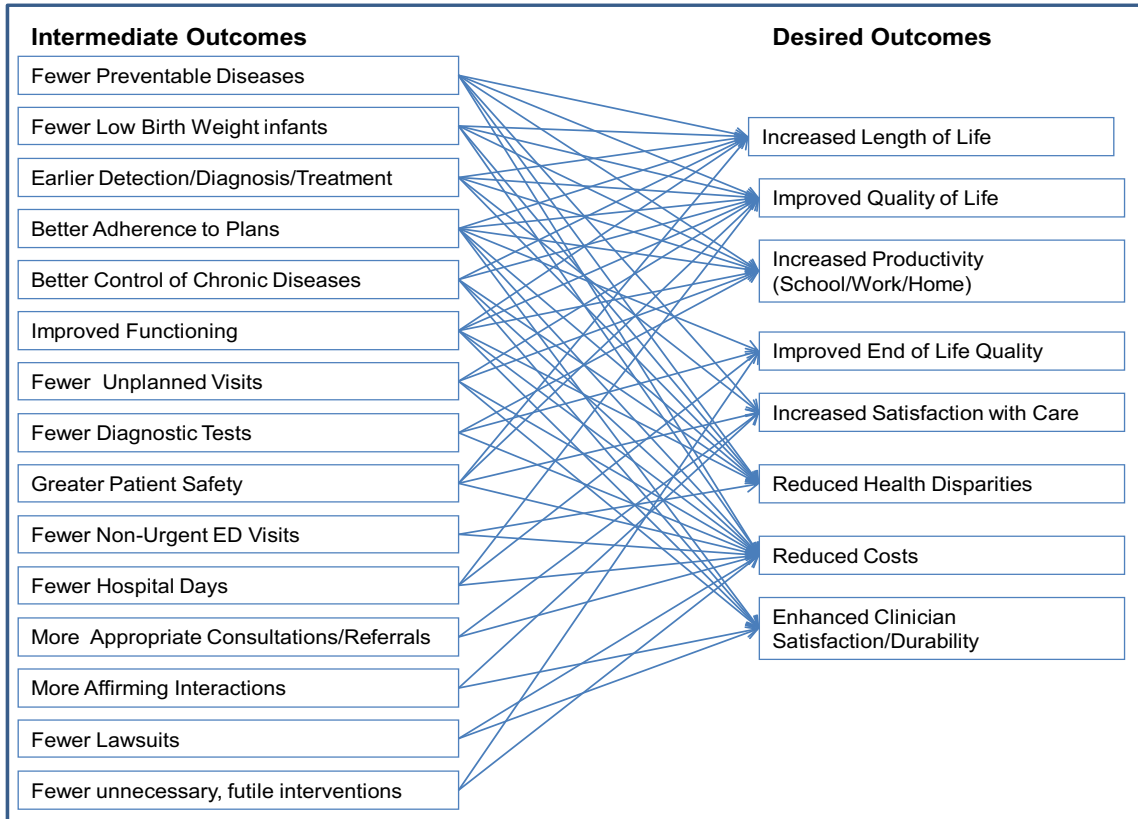 Intermediate Outcomes
Fewer Preventable Diseases
Fewer Low Birth Weight infants
Earlier Detection/Diagnosis/Treatment
Better Adherence to Plans
Better Control of Chronic Diseases
Improved Functioning
Fewer  Unplanned Visits
Fewer Diagnostic Tests
Greater Patient Safety
Fewer Non-Urgent ED Visits
Fewer Hospital Days
More  Appropriate Consultations/Referrals
More Affirming Interactions
Fewer Lawsuits
Fewer unnecessary, futile interventions
Desired Outcomes
Increased Length of Life
Improved Quality of Life
Increased Productivity
(School/Work/Home)
Improved End of Life Quality
Increased Satisfaction with Care
Reduced Health Disparities
Reduced Costs
Enhanced Clinician
Satisfaction/Durability